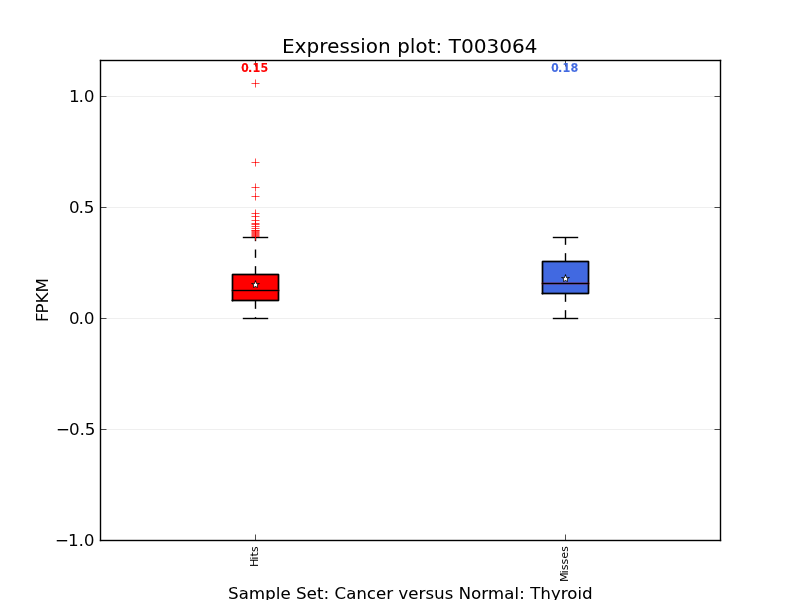 Expression plot: T003064
0.15
0.18
1.0
0.5
0.0
−0.5
−1.0
FPKM
Hits
Misses
Sample Set: Cancer versus Normal: Thyroid